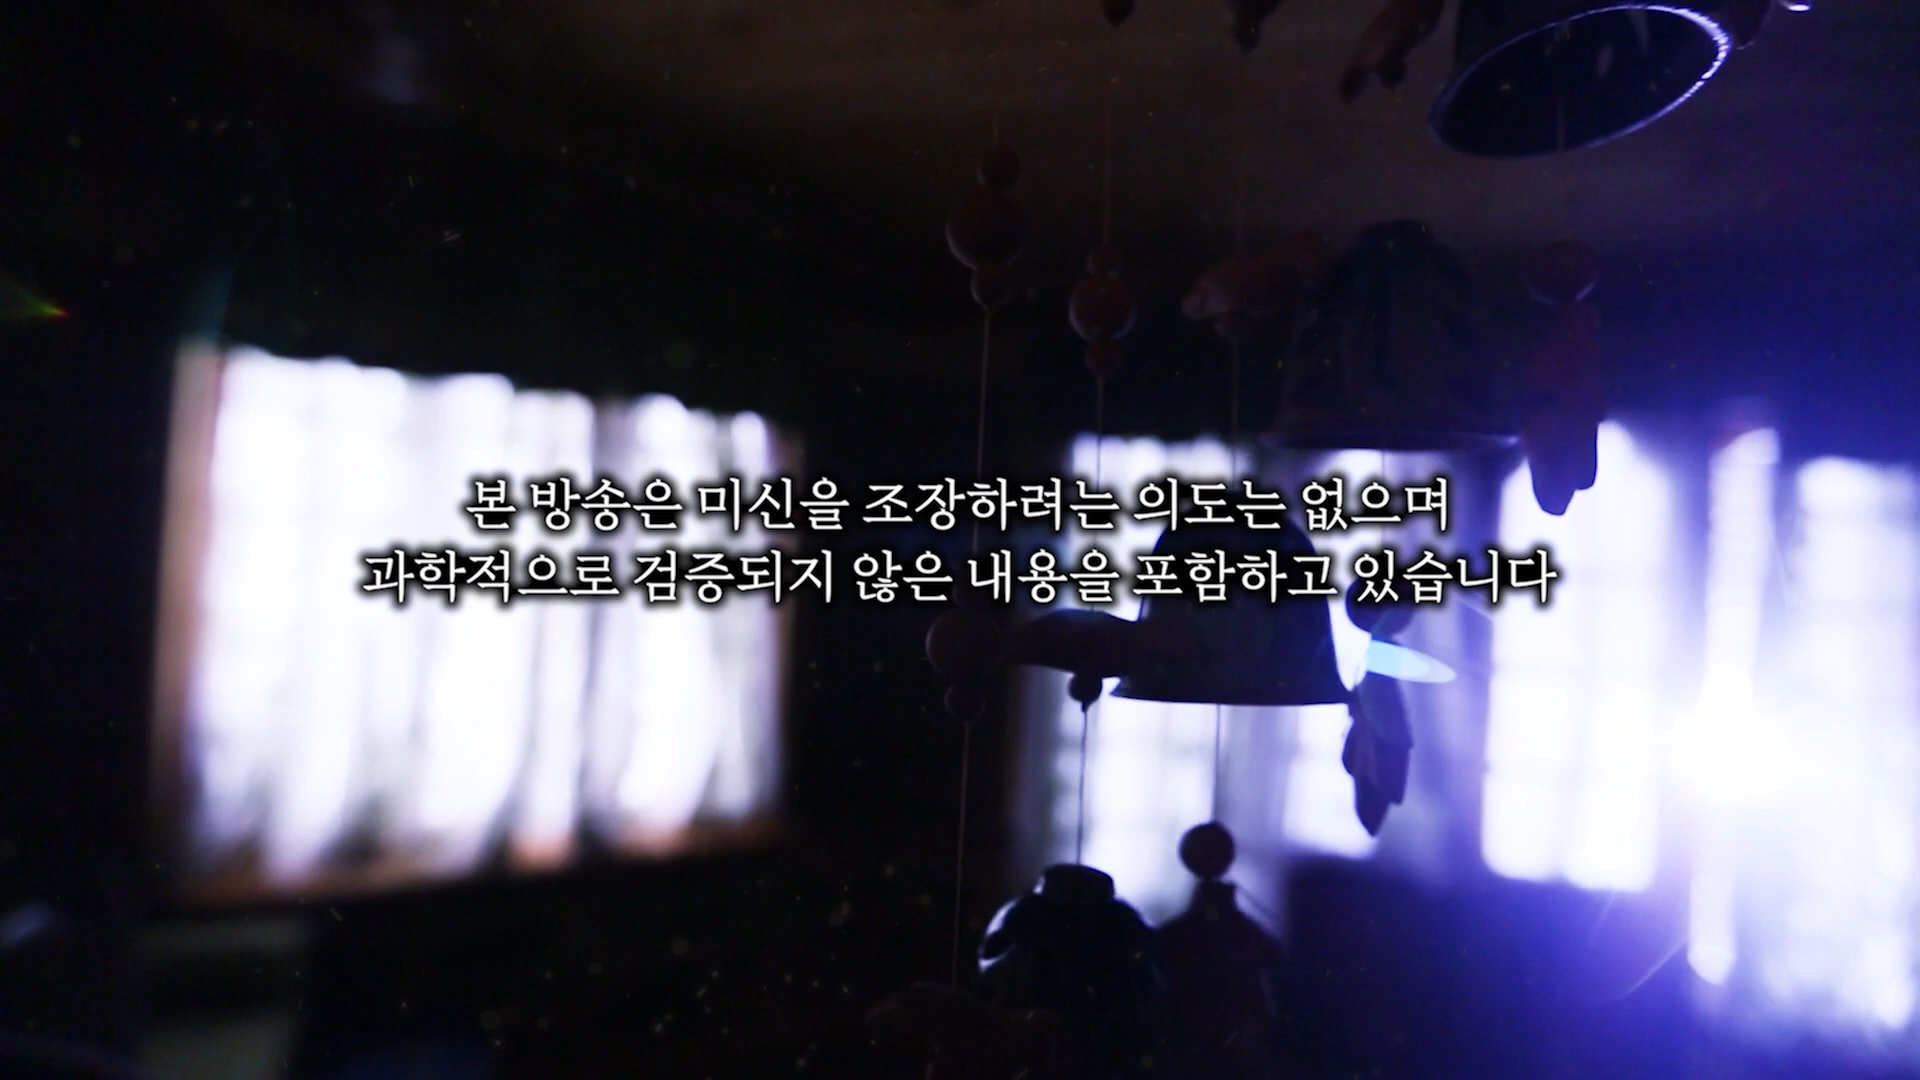 본 방송은 미신을 조장하려는 의도는 없으며
과학적으로 검증되지 않은 내용을 포함하고 있습니다